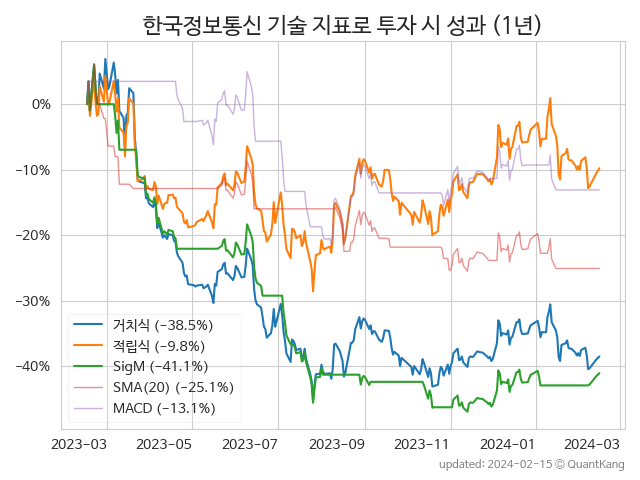 한국정보통신 기술 지표로 투자 시 성과 (1년)
0%
−10%
−20%
−30%
−40%
거치식 (−38.5%)
적립식 (−9.8%)
SigM (−41.1%)
SMA(20) (−25.1%)
MACD (−13.1%)
2023-03 2023-05 2023-07 2023-09 2023-11 2024-01 2024-03
updated: 2024-02-15 © QuantKang